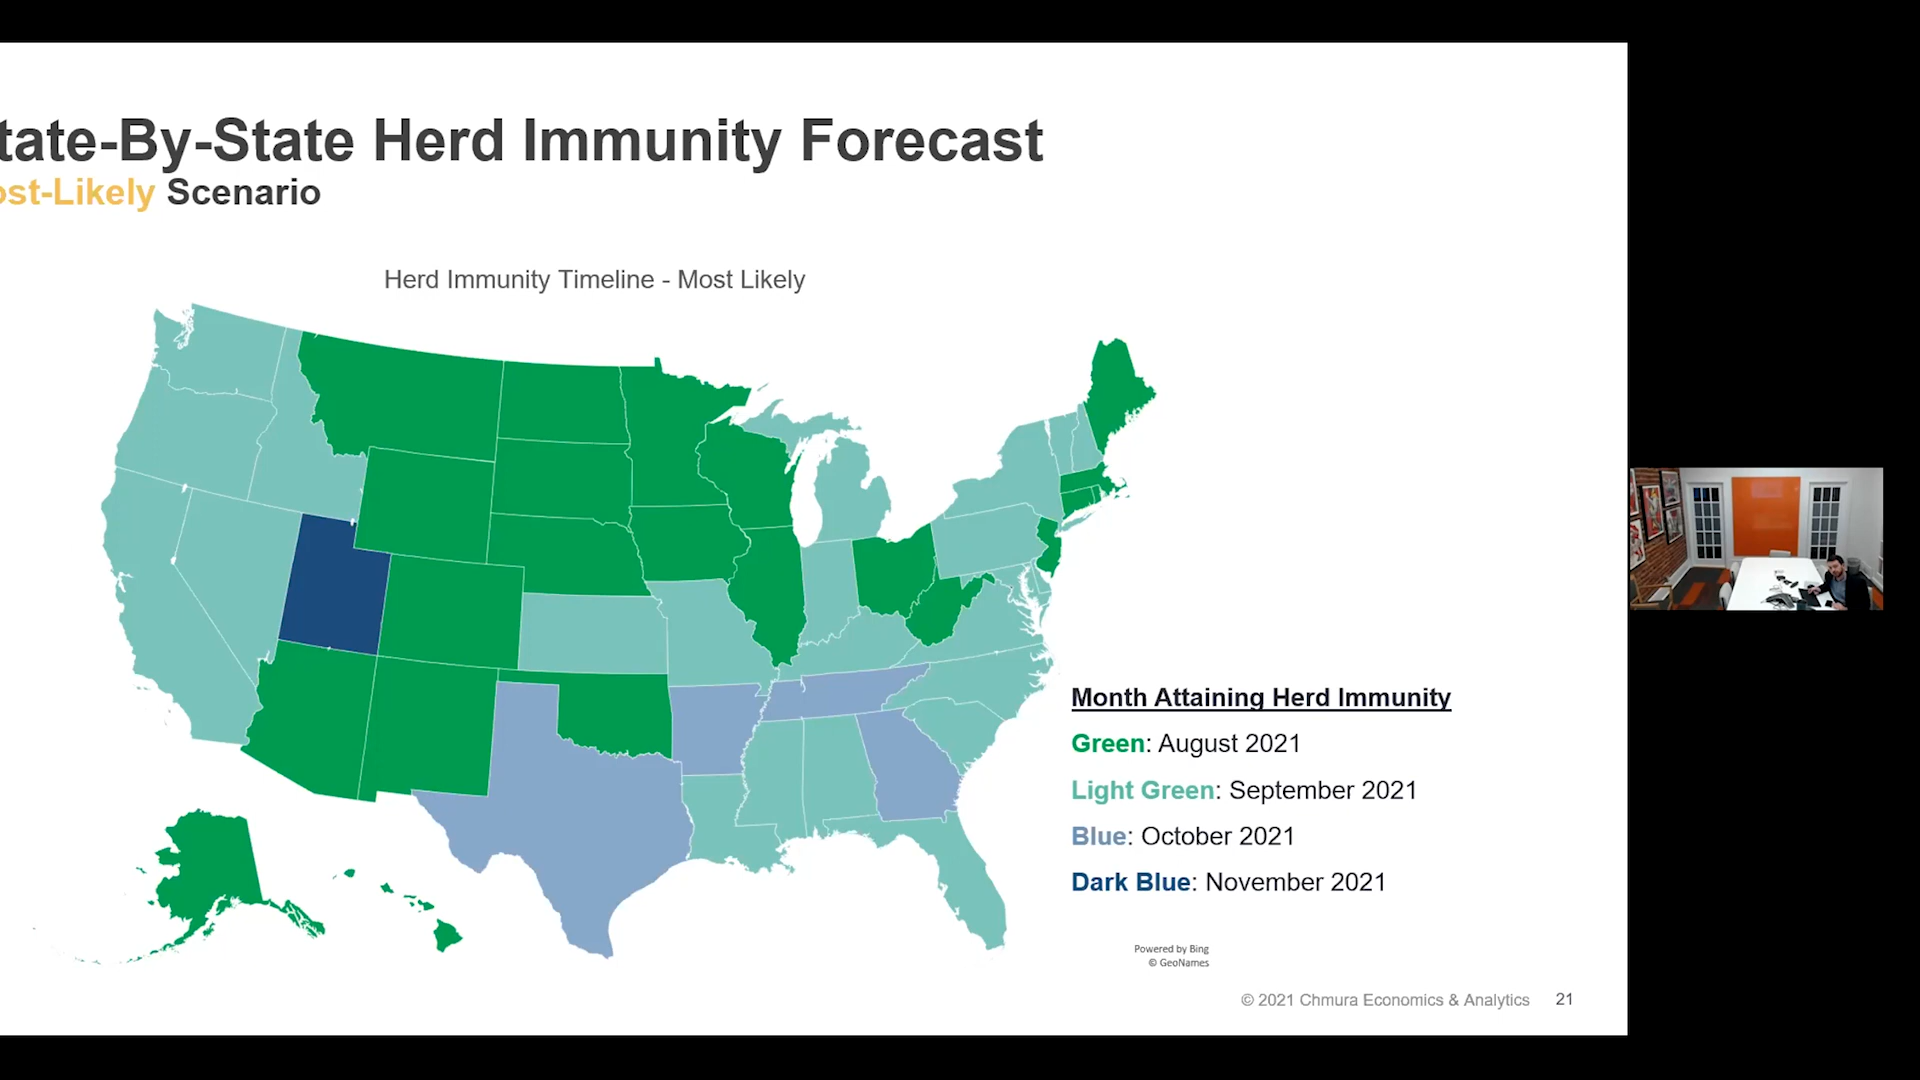 tate-By-State Herd Immunity Forecast
ost-Likely Scenario
Herd Immunity Timeline - Most Likely
Month Attaining Herd Immunity
Green: August 2021
Light Green: September 2021
Blue: October 2021
Dark Blue: November 2021
Powered by Bing
© GeoNames
© 2021 Chmura Economics & Analytics 21